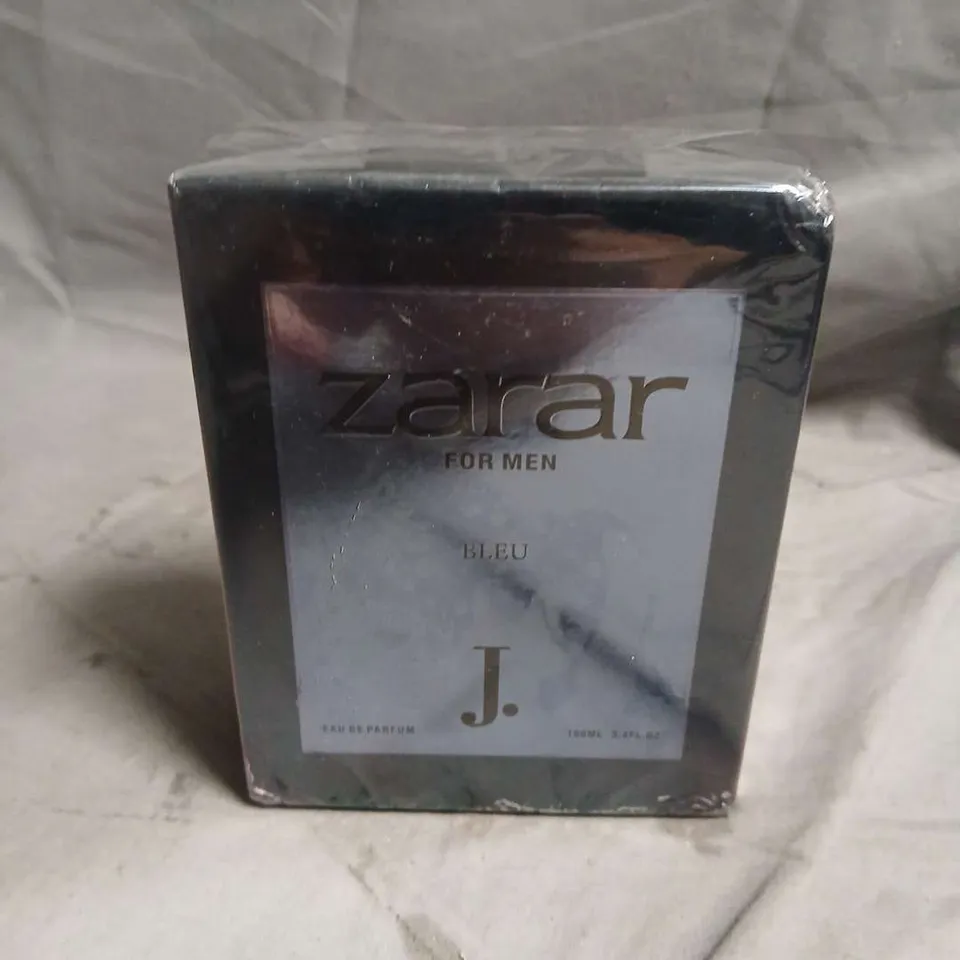 zarar
FOR MEN
BLEU
J.
EAU DE PARFUM 100ML 3.4FL.OZ